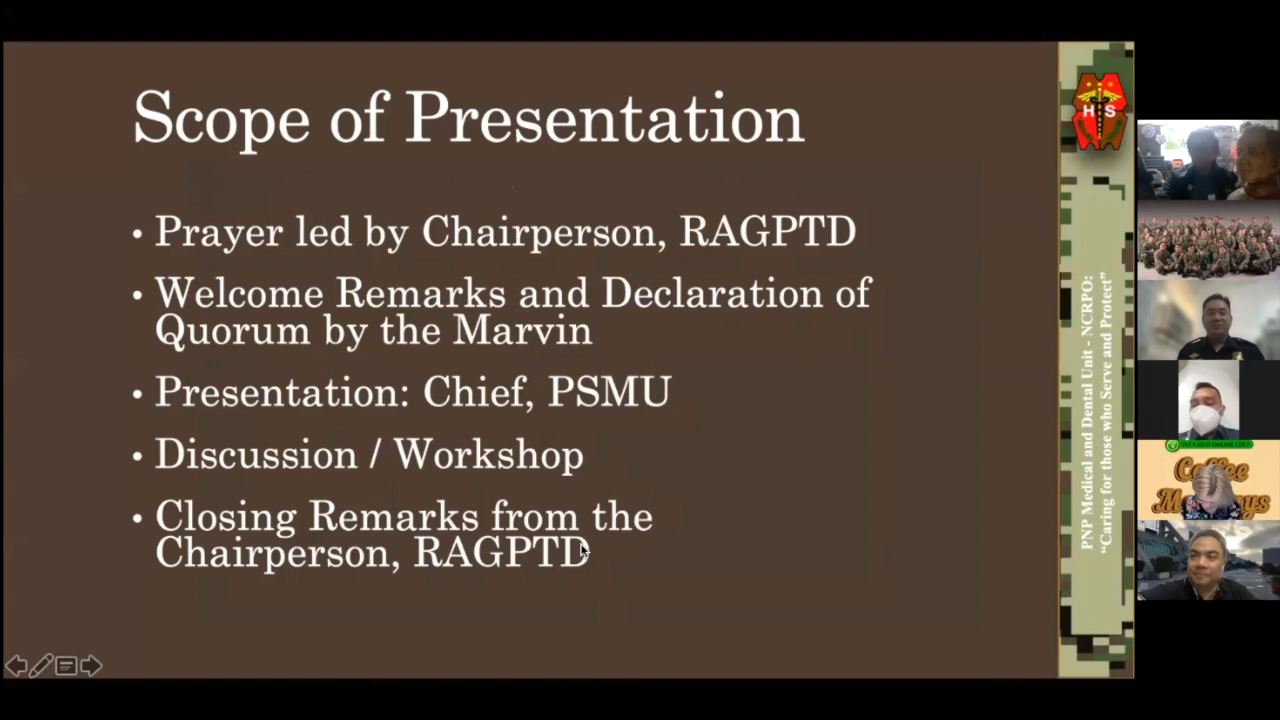 Scope of Presentation
• Prayer led by Chairperson, RAGPTD
• Welcome Remarks and Declaration of
Quorum by the Marvin
• Presentation: Chief, PSMU
• Discussion / Workshop
• Closing Remarks from the
Chairperson, RAGPTD
H S
PNP Medical and Dental Unit - NCRPO:
“Caring for those who Serve and Protect”
Coffee